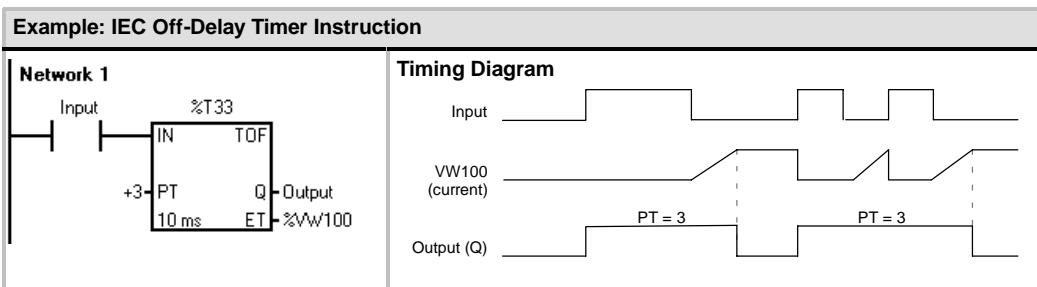 Example: IEC Off-Delay Timer Instruction
Network 1
Input
%T33
IN TOF
+3 PT Q Output
10 ms ET %VW100
Timing Diagram
Input
VW100
(current)
PT = 3 PT = 3
Output (Q)